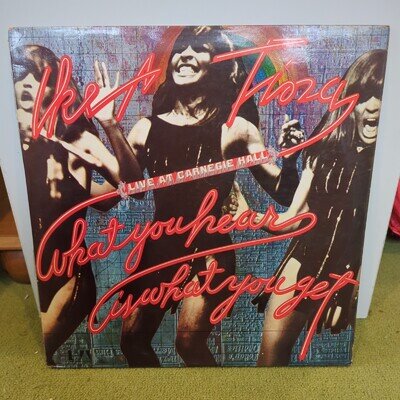 Ike & Tina
LIVE AT CARNEGIE HALL
what you hear
is what you get